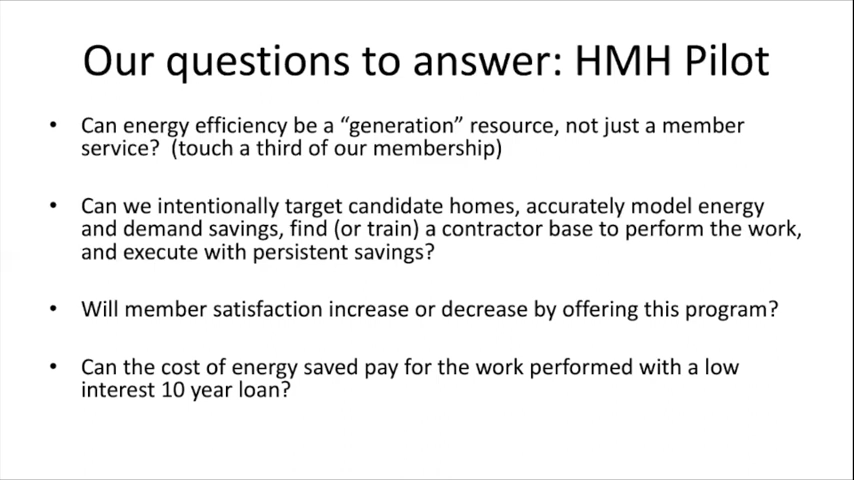 Our questions to answer: HMH Pilot
• Can energy efficiency be a “generation” resource, not just a member
service?  (touch a third of our membership)
• Can we intentionally target candidate homes, accurately model energy
and demand savings, find (or train) a contractor base to perform the work,
and execute with persistent savings?
• Will member satisfaction increase or decrease by offering this program?
• Can the cost of energy saved pay for the work performed with a low
interest 10 year loan?